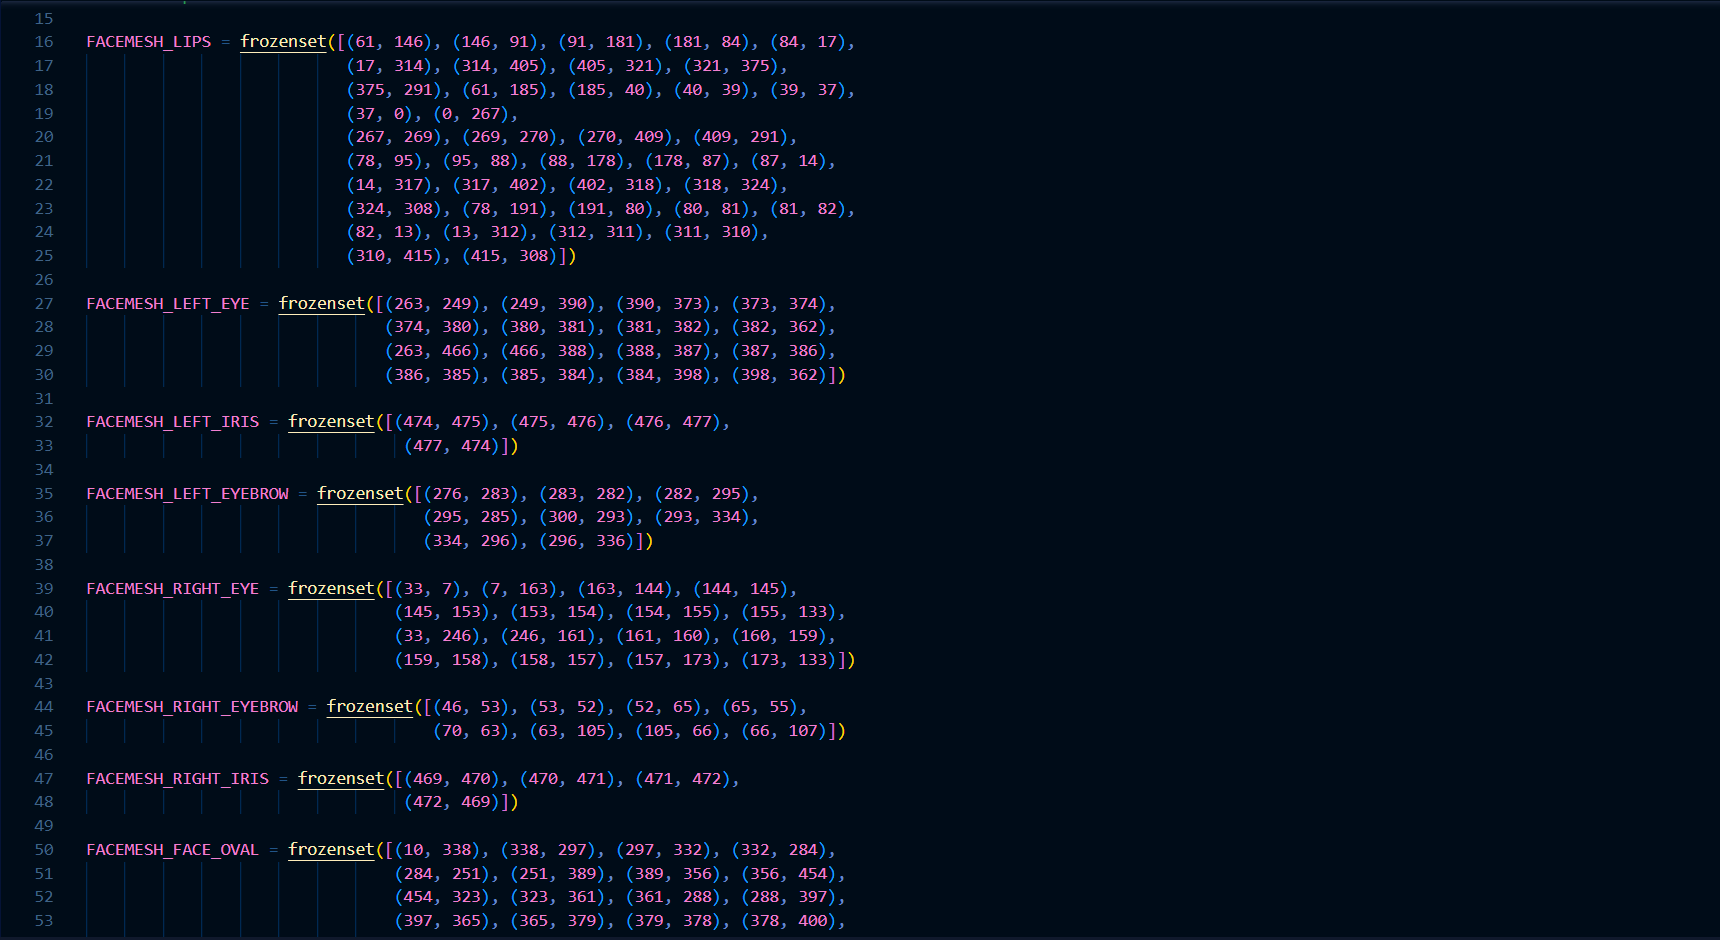 15
16 FACEMESH_LIPS = frozenset([(61, 146), (146, 91), (91, 181), (181, 84), (84, 17),
17 (17, 314), (314, 405), (405, 321), (321, 375),
18 (375, 291), (61, 185), (185, 40), (40, 39), (39, 37),
19 (37, 0), (0, 267),
20 (267, 269), (269, 270), (270, 409), (409, 291),
21 (78, 95), (95, 88), (88, 178), (178, 87), (87, 14),
22 (14, 317), (317, 402), (402, 318), (318, 324),
23 (324, 308), (78, 191), (191, 80), (80, 81), (81, 82),
24 (82, 13), (13, 312), (312, 311), (311, 310),
25 (310, 415), (415, 308)])
26
27 FACEMESH_LEFT_EYE = frozenset([(263, 249), (249, 390), (390, 373), (373, 374),
28 (374, 380), (380, 381), (381, 382), (382, 362),
29 (263, 466), (466, 388), (388, 387), (387, 386),
30 (386, 385), (385, 384), (384, 398), (398, 362)])
31
32 FACEMESH_LEFT_IRIS = frozenset([(474, 475), (475, 476), (476, 477),
33 (477, 474)])
34
35 FACEMESH_LEFT_EYEBROW = frozenset([(276, 283), (283, 282), (282, 295),
36 (295, 285), (300, 293), (293, 334),
37 (334, 296), (296, 336)])
38
39 FACEMESH_RIGHT_EYE = frozenset([(33, 7), (7, 163), (163, 144), (144, 145),
40 (145, 153), (153, 154), (154, 155), (155, 133),
41 (33, 246), (246, 161), (161, 160), (160, 159),
42 (159, 158), (158, 157), (157, 173), (173, 133)])
43
44 FACEMESH_RIGHT_EYEBROW = frozenset([(46, 53), (53, 52), (52, 65), (65, 55),
45 (70, 63), (63, 105), (105, 66), (66, 107)])
46
47 FACEMESH_RIGHT_IRIS = frozenset([(469, 470), (470, 471), (471, 472),
48 (472, 469)])
49
50 FACEMESH_FACE_OVAL = frozenset([(10, 338), (338, 297), (297, 332), (332, 284),
51 (284, 251), (251, 389), (389, 356), (356, 454),
52 (454, 323), (323, 361), (361, 288), (288, 397),
53 (397, 365), (365, 379), (379, 378), (378, 400),